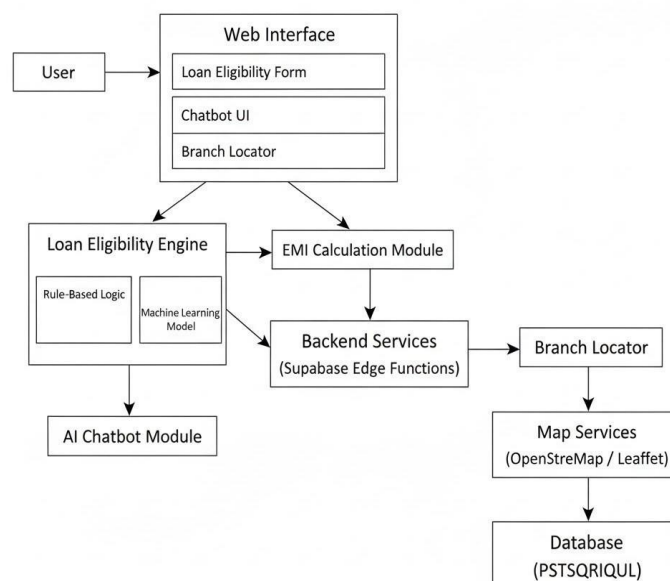 Web Interface
User
Loan Eligibility Form
Chatbot UI
Branch Locator
Loan Eligibility Engine
EMI Calculation Module
Rule-Based Logic
Machine Learning
Model
Backend Services
(Supabase Edge Functions)
Branch Locator
AI Chatbot Module
Map Services
(OpenStreMap / Leaffet)
Database
(PSTSQRIQUL)